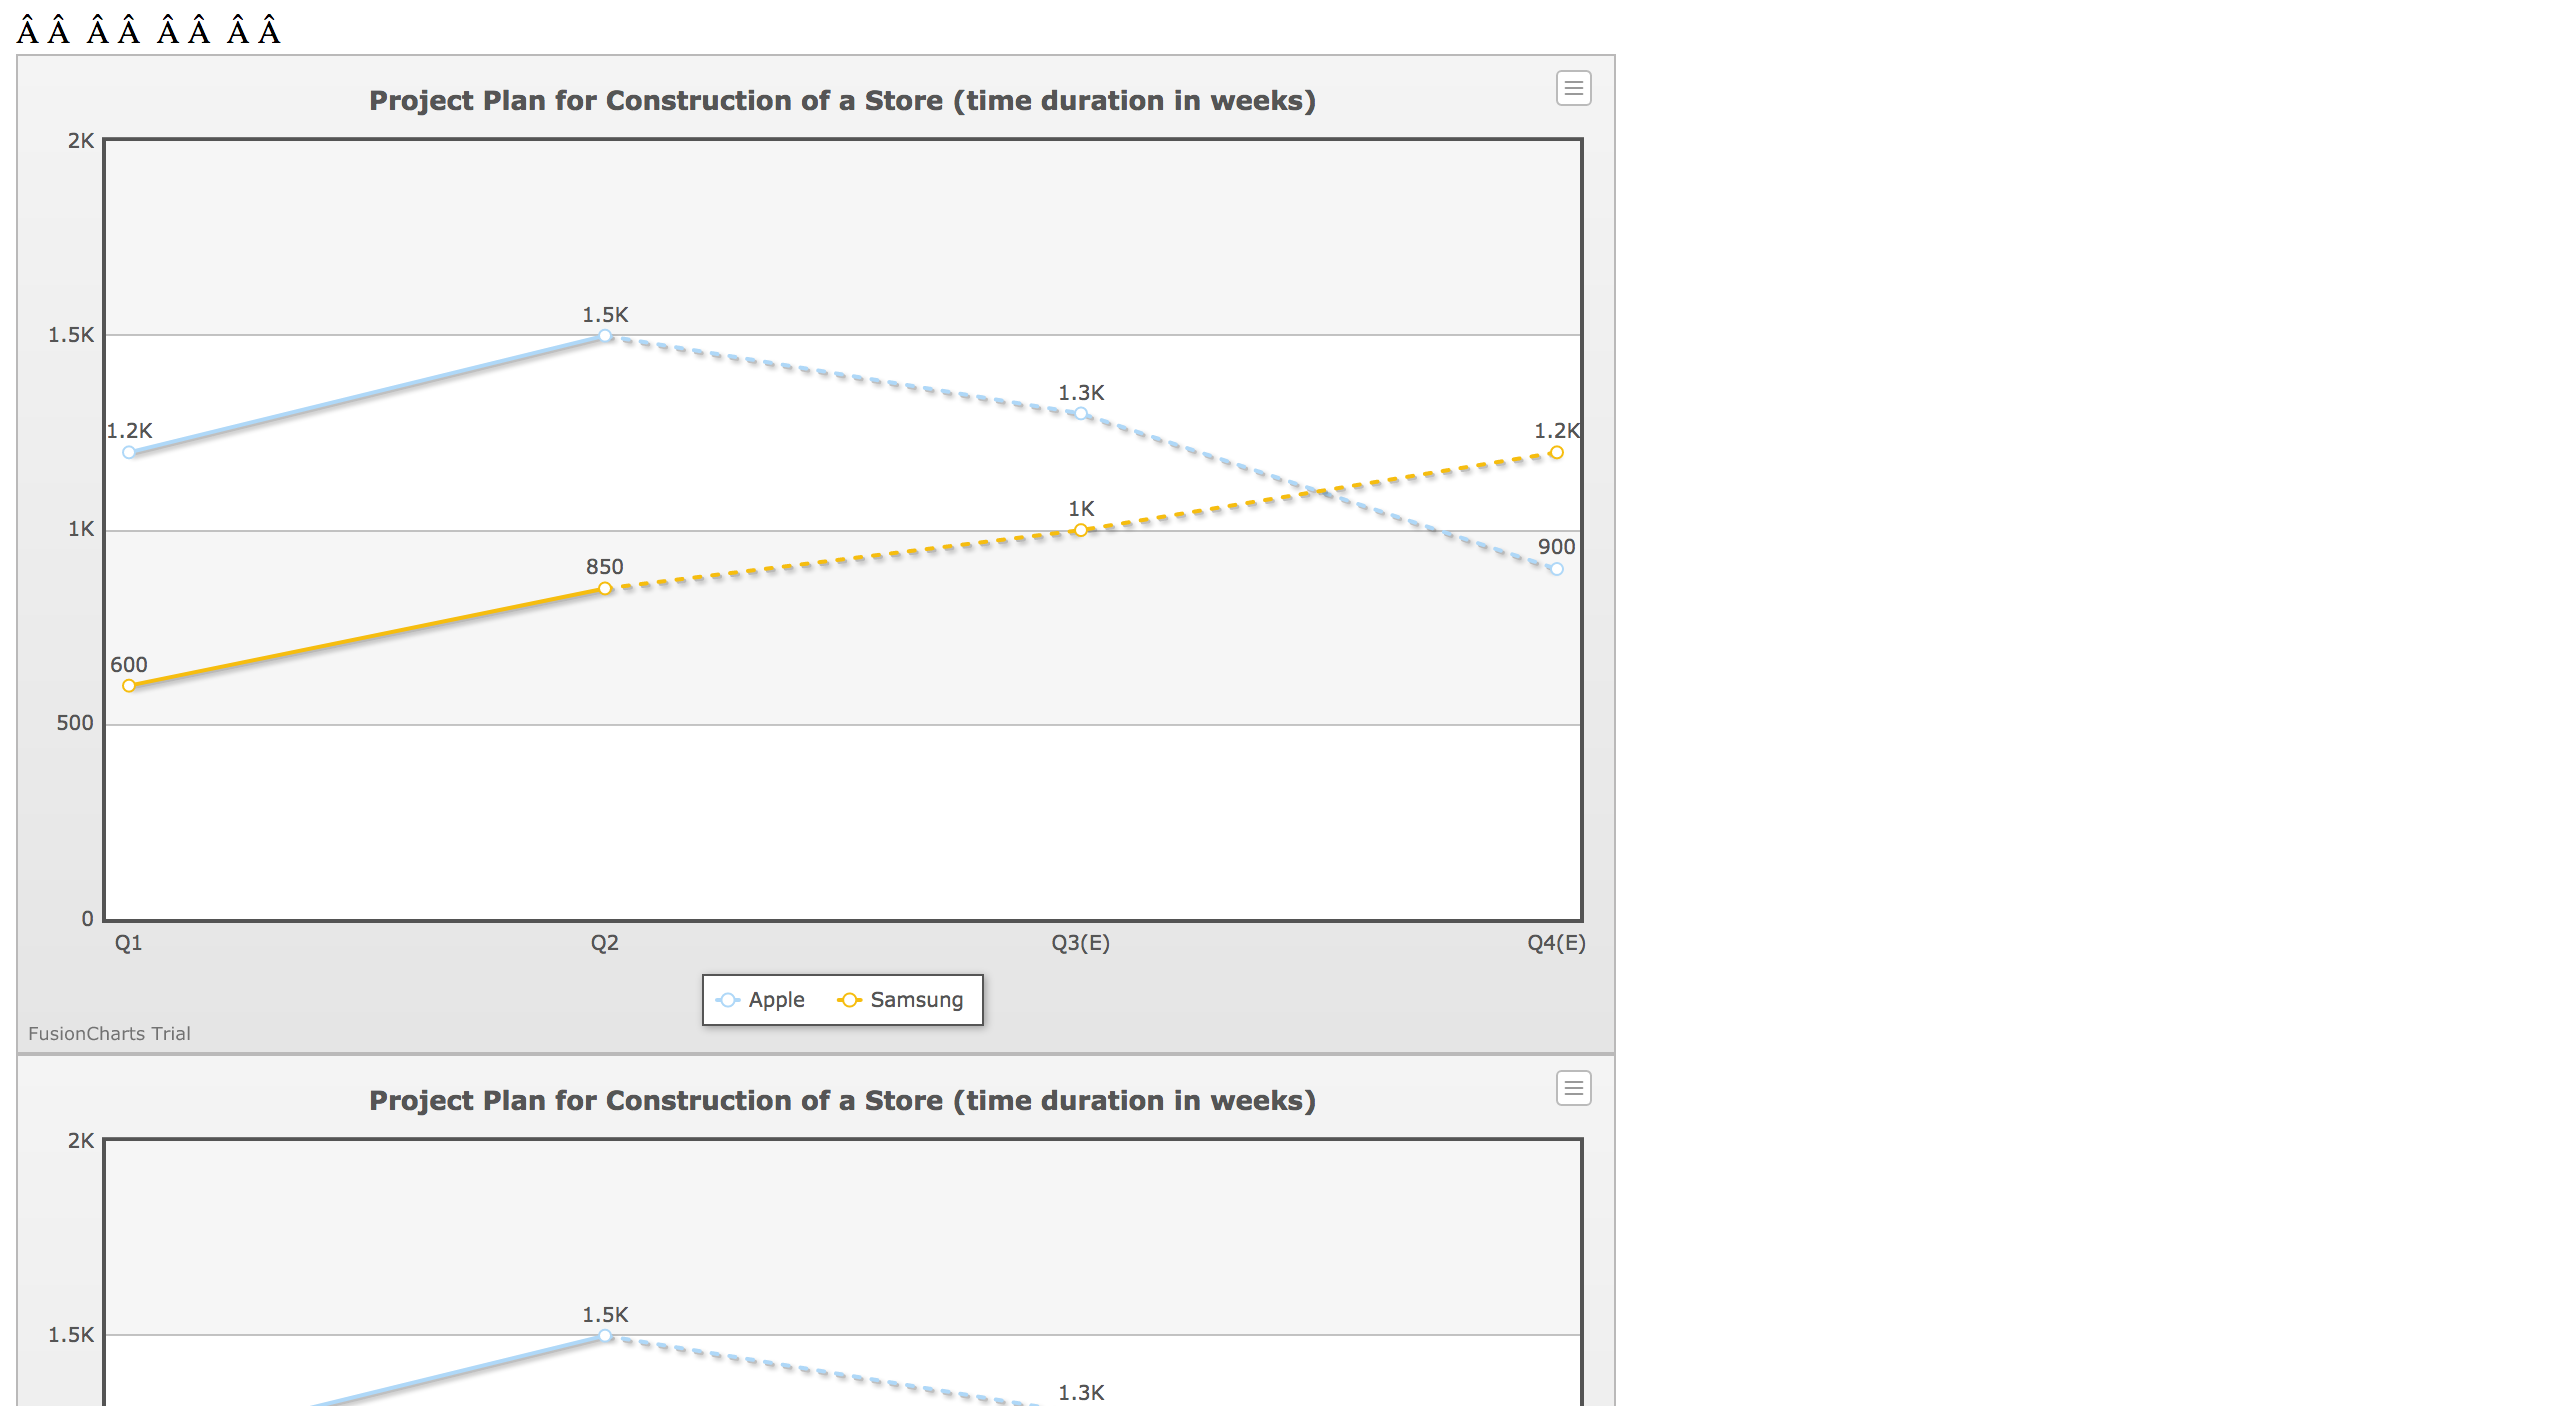 Â Â  Â Â  Â Â  Â Â
Project Plan for Construction of a Store (time duration in weeks)
2K
1.5K
1.5K
1.3K
1.2K
1.2K
1K
1K
900
850
600
500
0
Q1 Q2 Q3(E) Q4(E)
Apple Samsung
FusionCharts Trial
Project Plan for Construction of a Store (time duration in weeks)
2K
1.5K
1.5K
1.3K